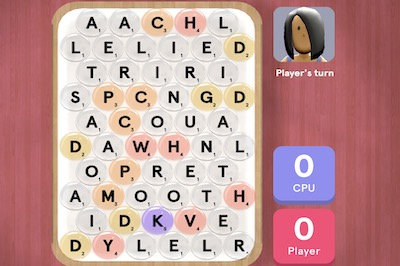 A A C H L
L E L I E D
T R I R I
S P C N G D
A C O U A
D A W H N L
O P R E T
A M O O T H
I D K V E
D Y L E L R
Player's turn
0
CPU
0
Player